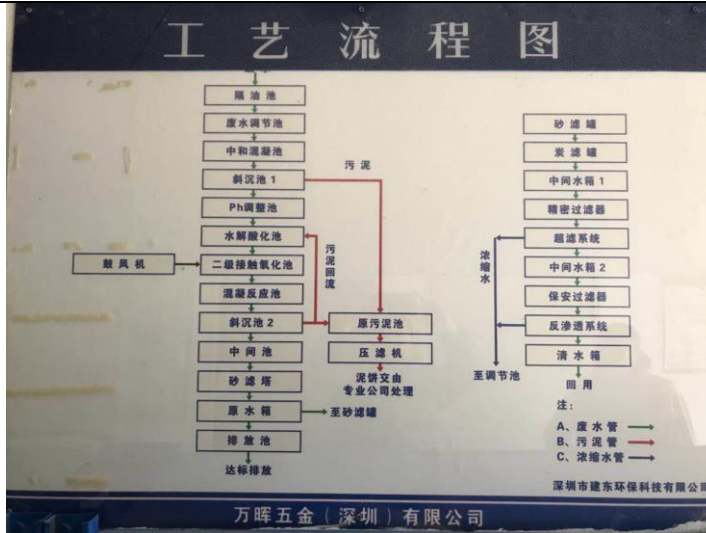 工艺流程图
隔油池
废水调节池
中和混凝池
斜沉池1
污泥
Ph调整池
水解酸化池
鼓风机
二级接触氧化池
污泥回流
混凝反应池
斜沉池2
原污泥池
中间池
压滤机
砂滤塔
泥饼交由
专业公司处理
原水箱
至砂滤罐
排放池
达标排放
砂滤罐
炭滤罐
中间水箱1
精密过滤器
超滤系统
浓缩水
中间水箱2
保安过滤器
反渗透系统
清水箱
至调节池
回用
注：
A、废水管
B、污泥管
C、浓缩水管
深圳市建东环保科技有限公司
万晖五金（深圳）有限公司